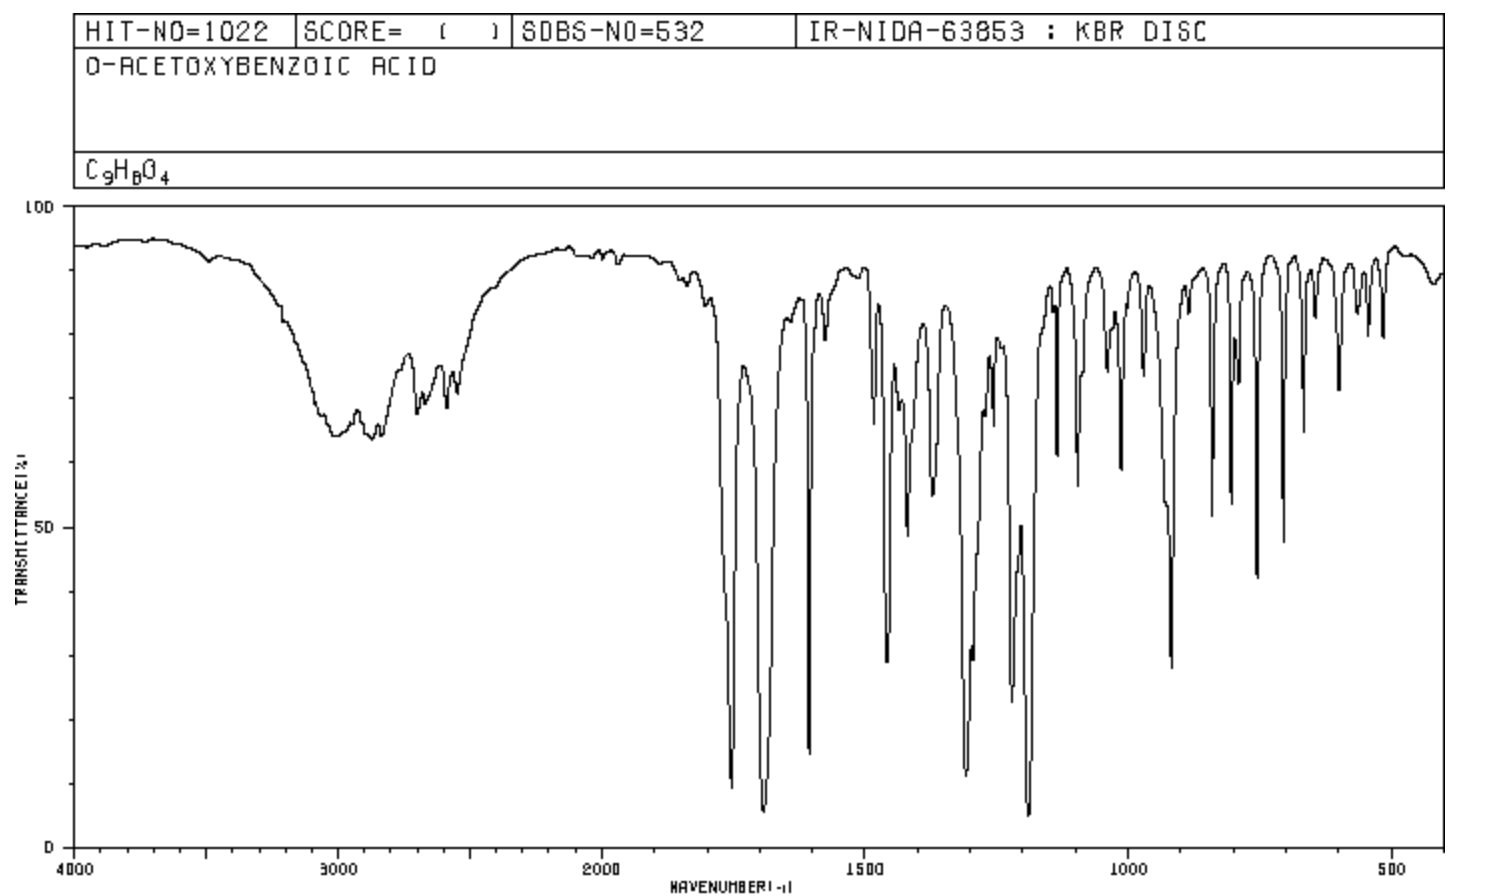 HIT-NO=1022 SCORE= ( ) SDBS-NO=532 IR-NIDA-63853 : KBR DISC
O-ACETOXYBENZOIC ACID
C9H8O4
100
50
0
TRANSMITTANCE(%)
4000 3000 2000 1500 1000 500
WAVENUMBER(-1)